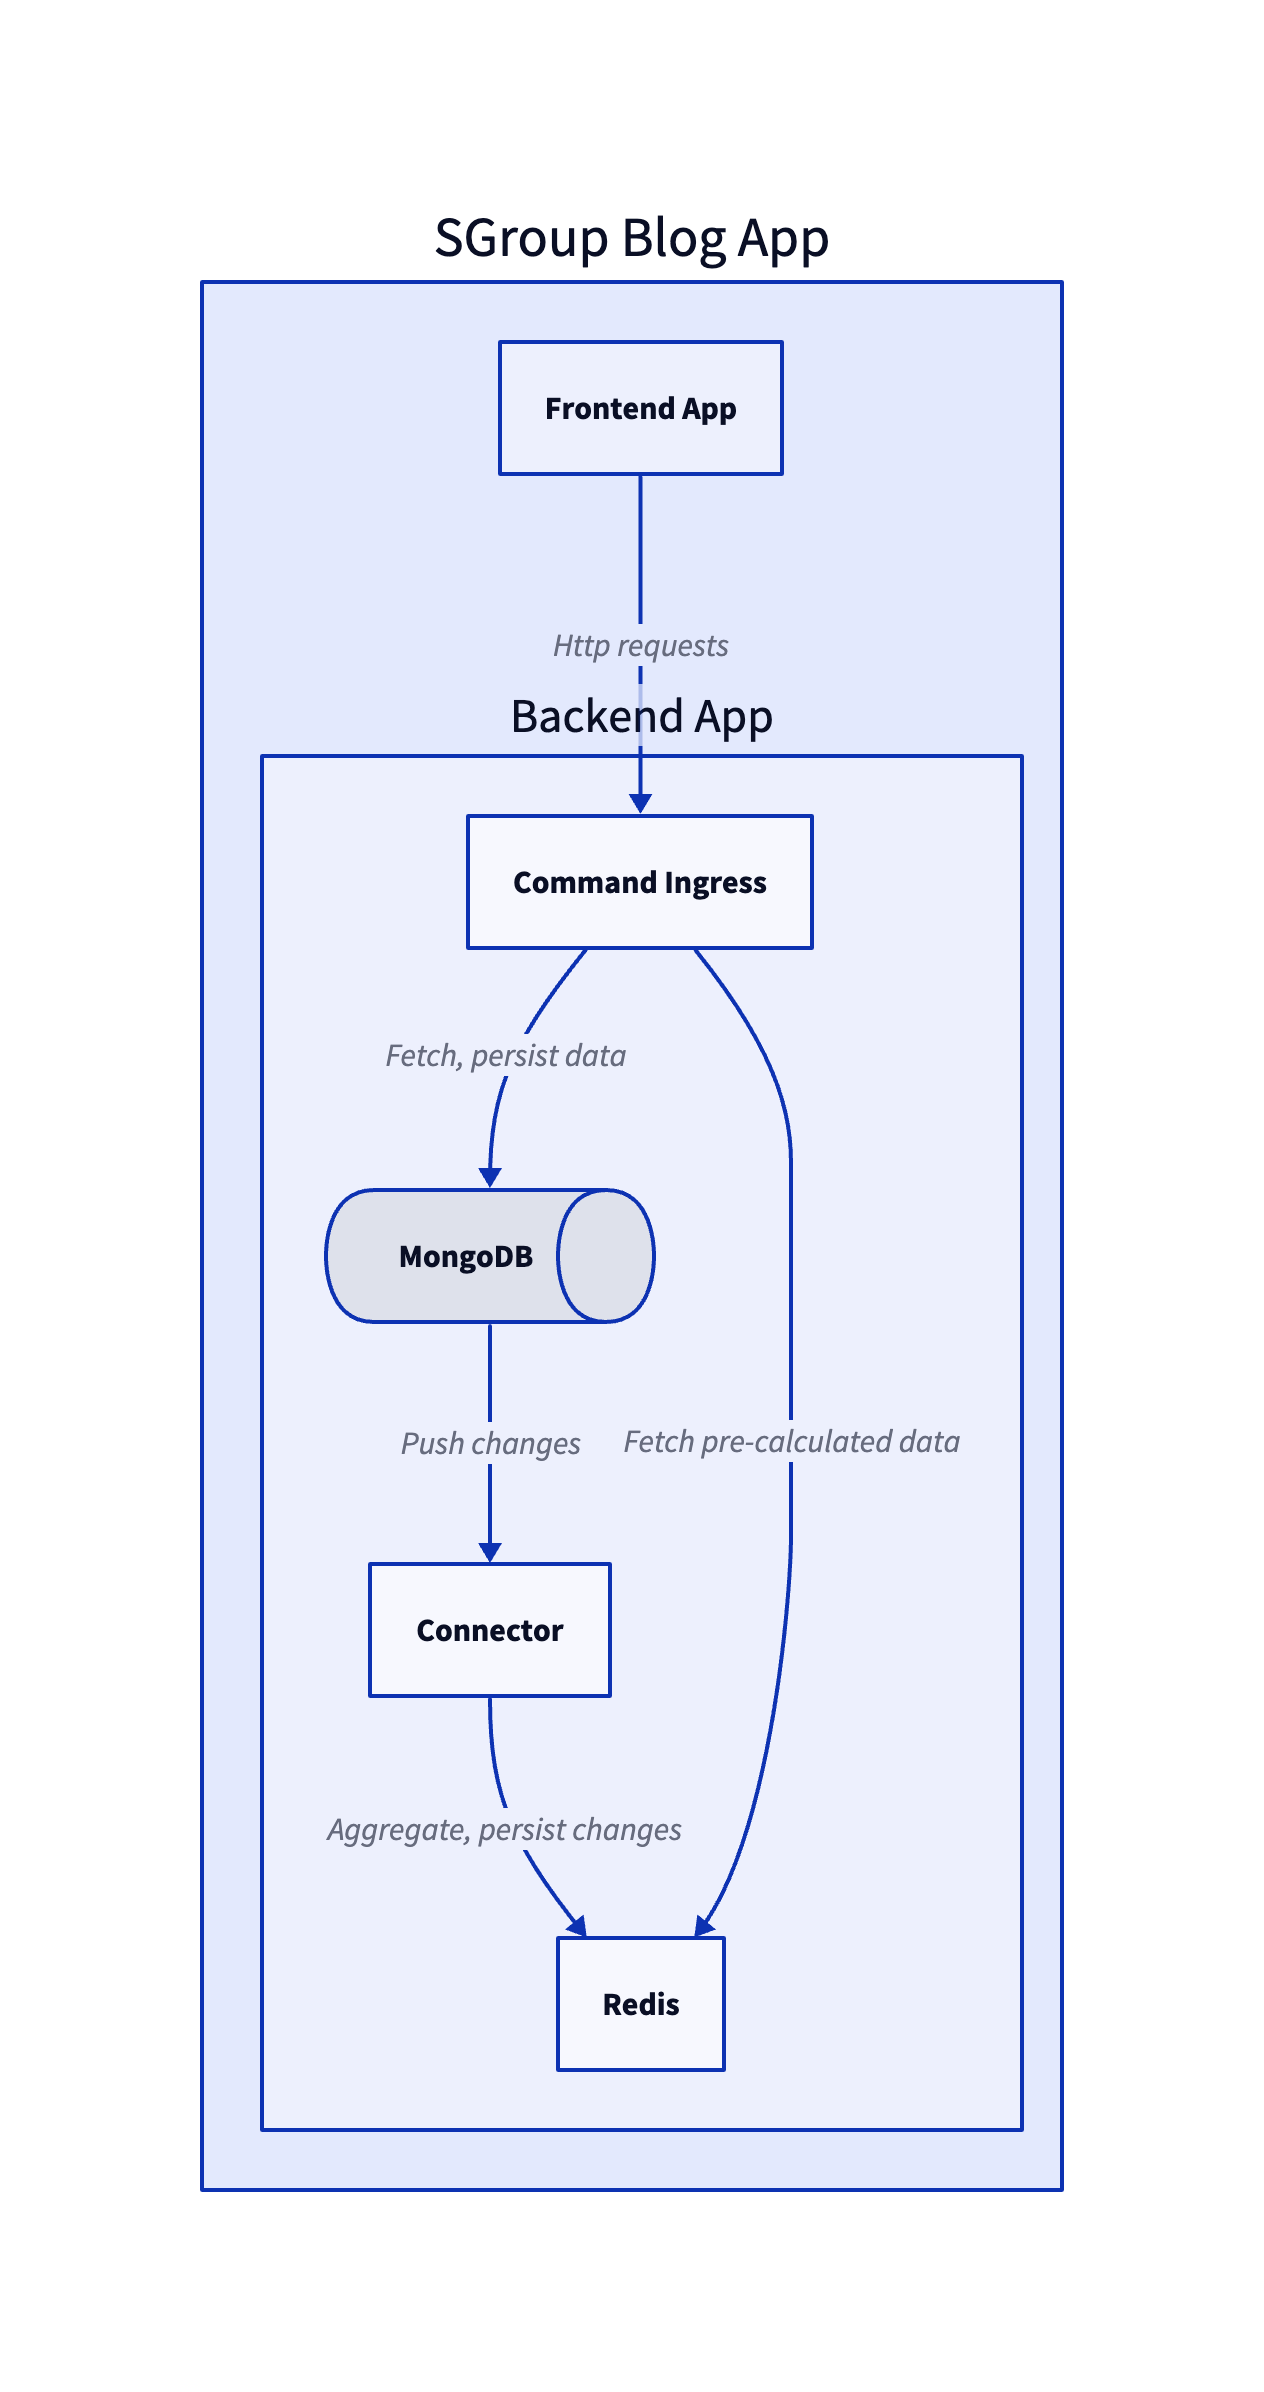 SGroup Blog App
Frontend App
Http requests
Backend App
Command Ingress
Fetch, persist data
MongoDB
Push changes
Fetch pre-calculated data
Connector
Aggregate, persist changes
Redis